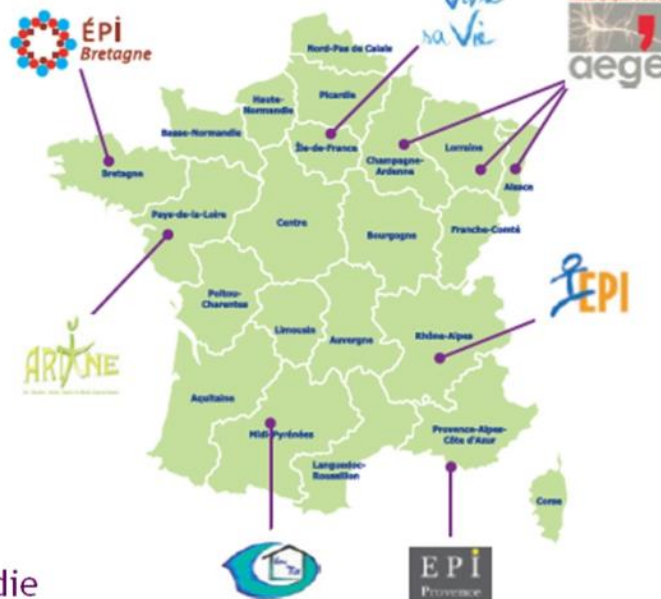 sa Vie
ÉPİ
Bretagne
aege
Nord-Pas de Calais
Haute-
Normandie
Picardie
Basse-Normandie
Île-de-France
Champagne-
Ardenne
Lorraine
Alsace
Bretagne
Pays-de-la-Loire
Centre
Bourgogne
Franche-Comté
Poitou-
Charentes
Limousin
Auvergne
Rhône-Alpes
EPI
ARIANE
Aquitaine
Midi-Pyrénées
Languedoc-
Roussillon
Provence-Alpes-
Côte d'Azur
Corse
EPİ
Provence
die